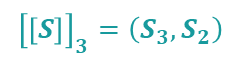 [[S]]₃ = (S₃, S₂)